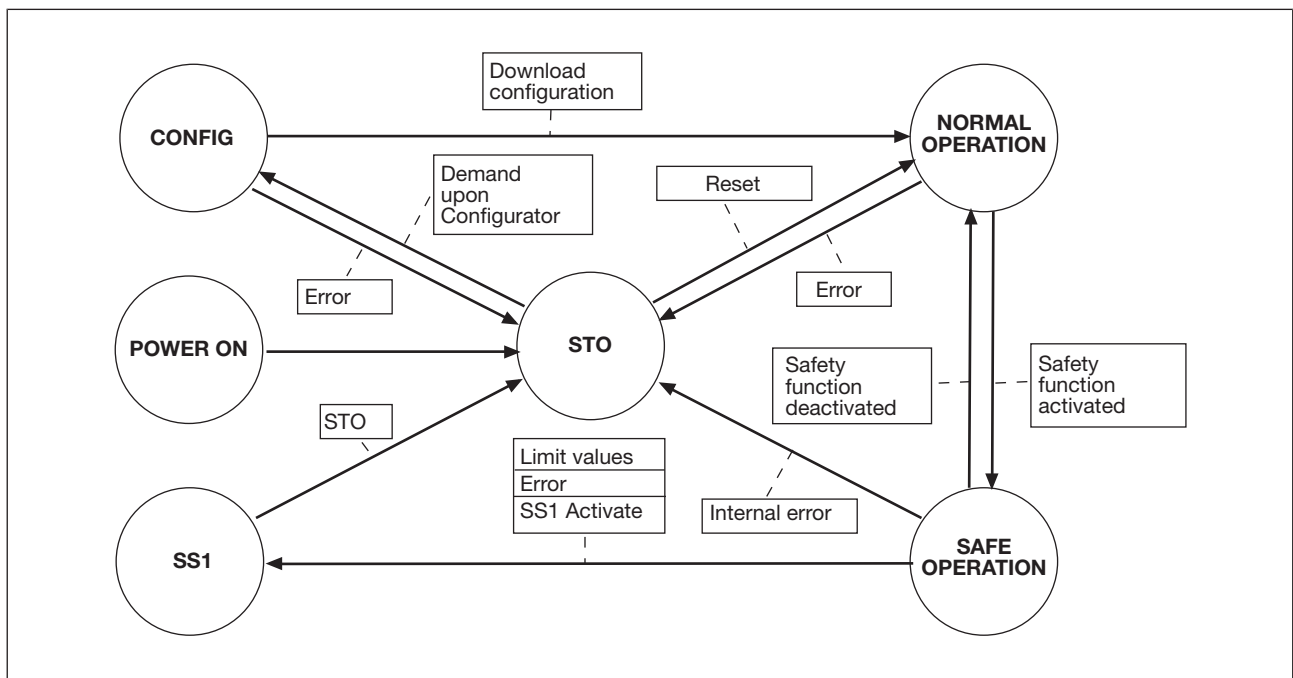 Download
configuration
CONFIG
NORMAL
OPERATION
Demand
upon
Configurator
Reset
Error
Error
POWER ON
STO
Safety
function
deactivated
Safety
function
activated
STO
Limit values
Error
SS1 Activate
Internal error
SS1
SAFE
OPERATION